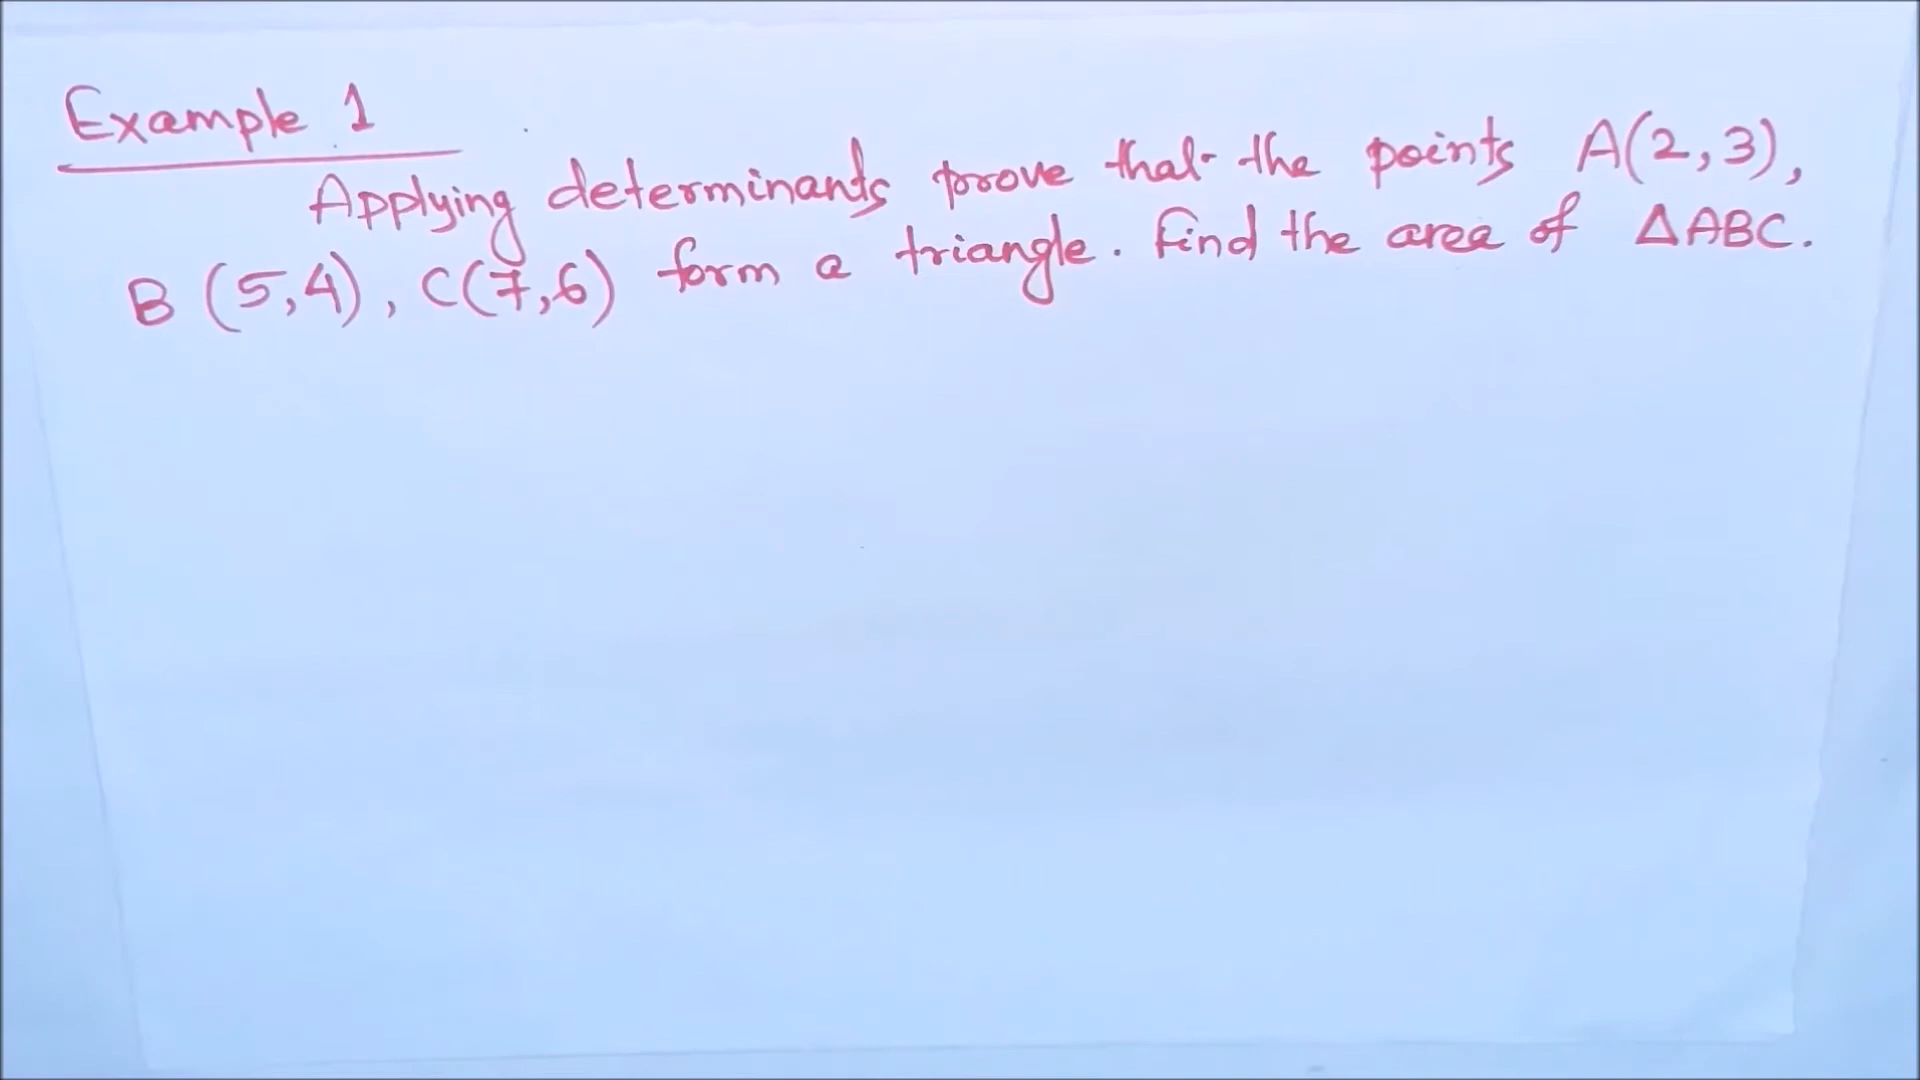 Example 1
Applying determinants prove that the points A(2,3),
B (5,4), C(7,6) form a triangle. Find the area of ΔABC.